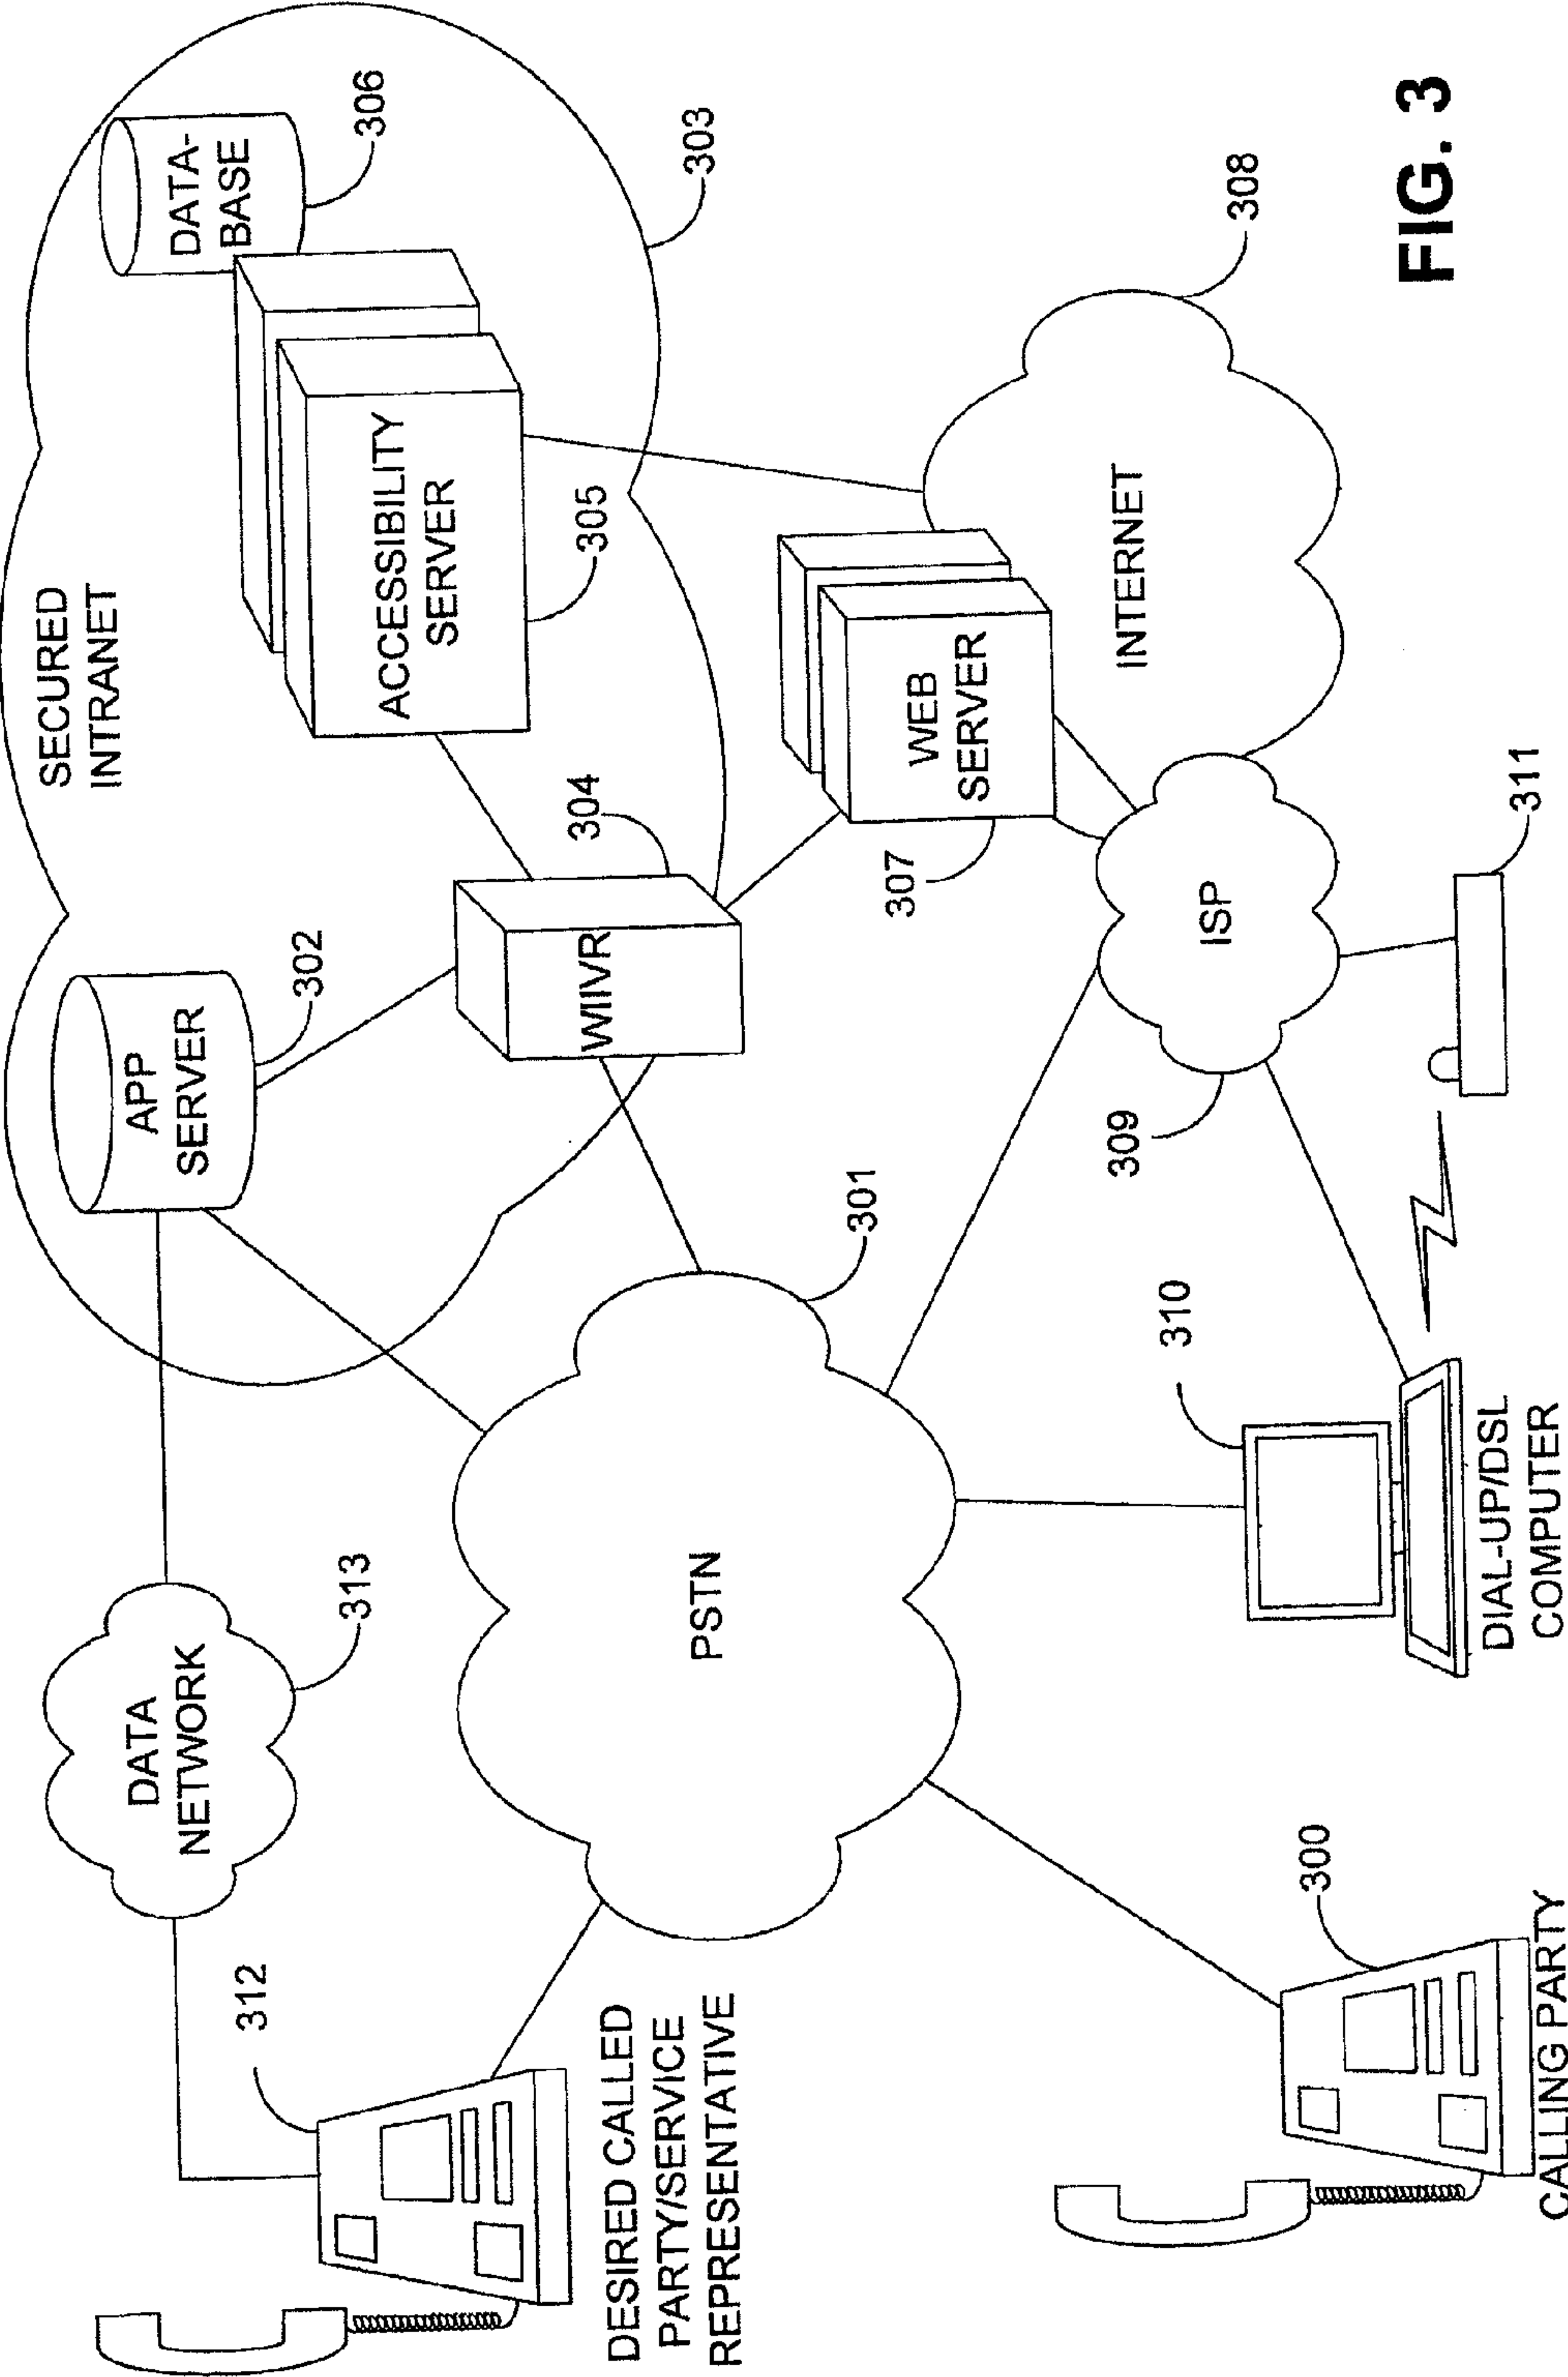 SECURED
INTRANET
DATA-
BASE
306
303
ACCESSIBILITY
SERVER
305
APP
SERVER
302
304
WIIVR
307
WEB
SERVER
308
INTERNET
ISP
309
311
DATA
NETWORK
313
301
PSTN
310
DIAL-UP/DSL
COMPUTER
312
DESIRED CALLED
PARTY/SERVICE
REPRESENTATIVE
300
CALLING PARTY
FIG. 3